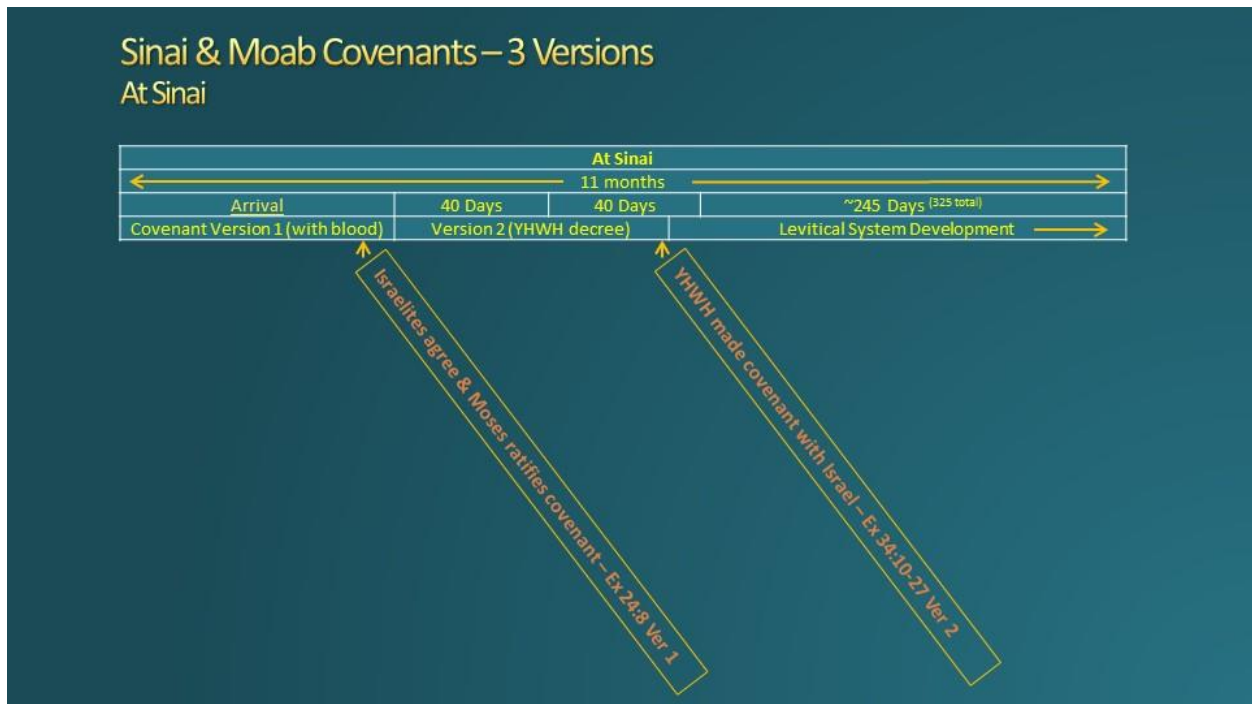 Sinai & Moab Covenants – 3 Versions
At Sinai
At Sinai
11 months
Arrival 40 Days 40 Days ~245 Days (325 total)
Covenant Version 1 (with blood) Version 2 (YHWH decree) Levitical System Development
Israelites agree & Moses ratifies covenant – Ex 24:8 Ver 1
YHWH made covenant with Israel – Ex 34:10-27 Ver 2